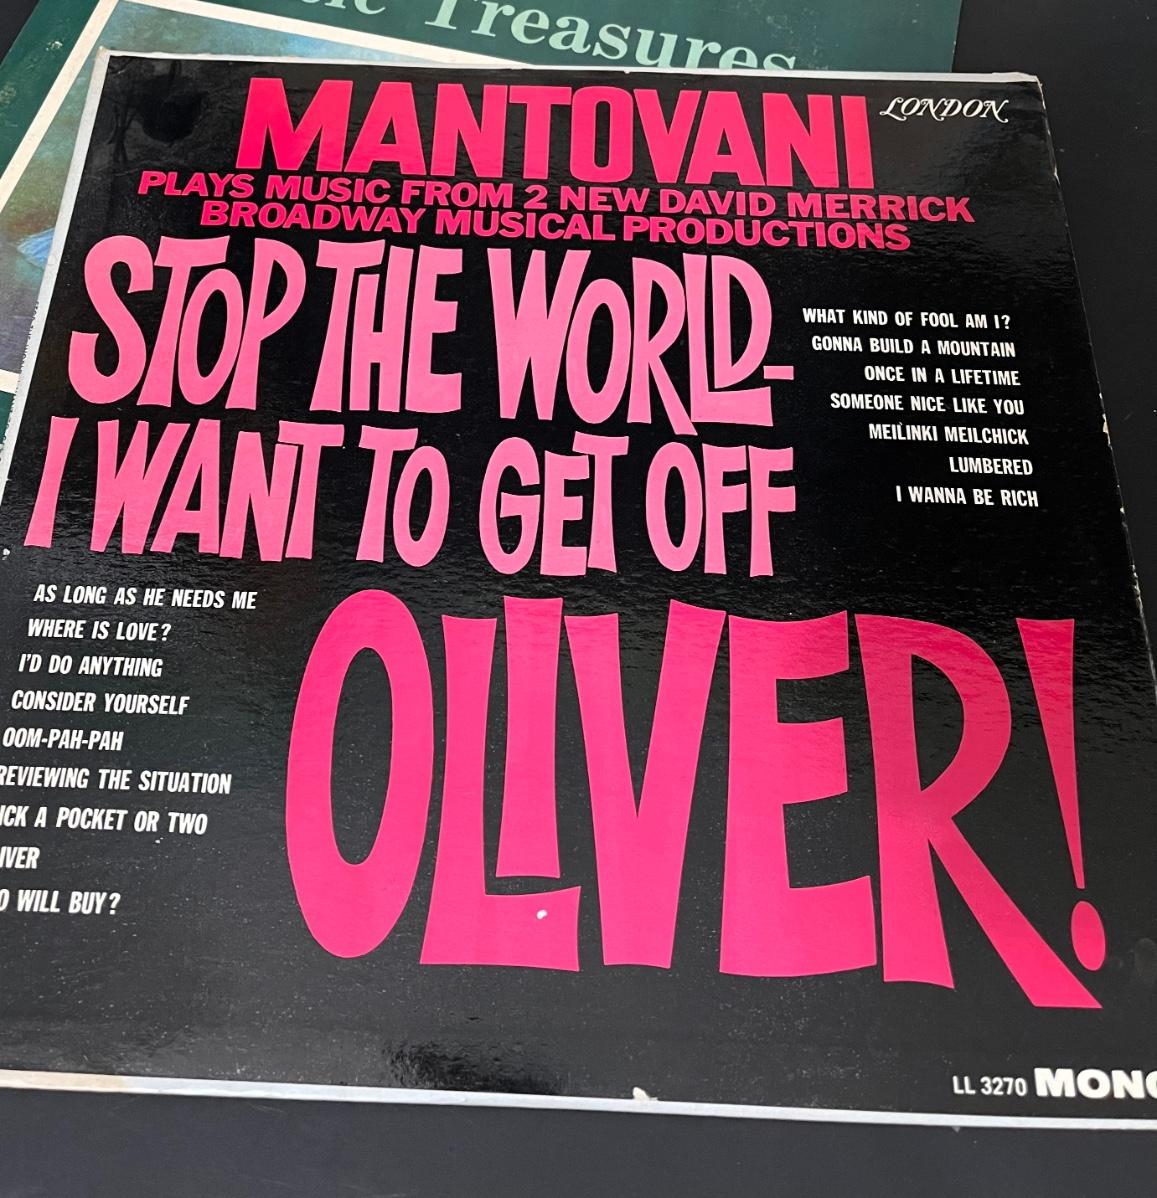 Treasures
MANTOVANI
LONDON
PLAYS MUSIC FROM 2 NEW DAVID MERRICK
BROADWAY MUSICAL PRODUCTIONS
STOP THE WORLD-
I WANT TO GET OFF
WHAT KIND OF FOOL AM I?
GONNA BUILD A MOUNTAIN
ONCE IN A LIFETIME
SOMEONE NICE LIKE YOU
MEILINKI MEILCHICK
LUMBERED
I WANNA BE RICH
AS LONG AS HE NEEDS ME
WHERE IS LOVE?
I'D DO ANYTHING
CONSIDER YOURSELF
OOM-PAH-PAH
REVIEWING THE SITUATION
ICK A POCKET OR TWO
IVER
O WILL BUY?
OLIVER!
LL 3270 MONO